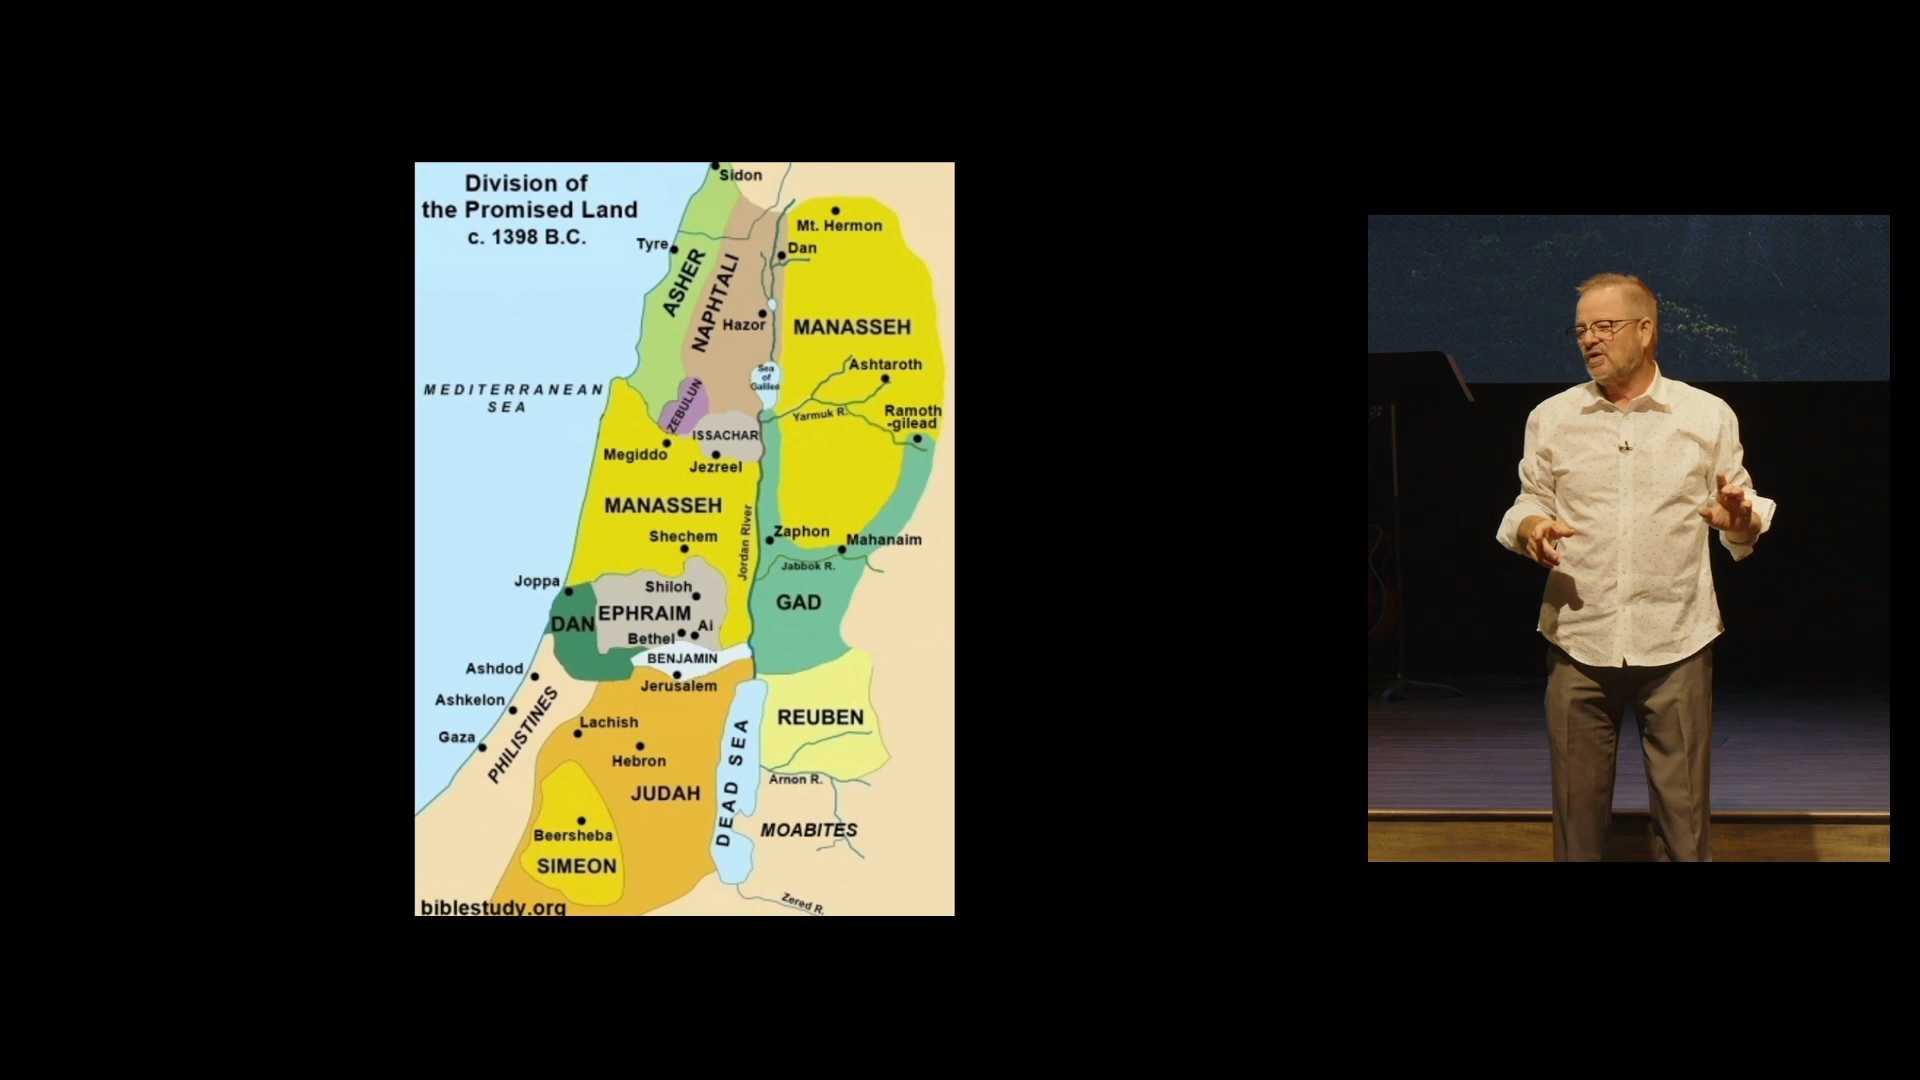 Division of
the Promised Land
c. 1398 B.C.
Sidon
Mt. Hermon
Tyre
Dan
ASHER
NAPHTALI
Hazor
MANASSEH
Ashtaroth
Sea
of
Galilee
MEDITERRANEAN
SEA
ZEBULUN
Yarmuk R.
Ramoth
-gilead
ISSACHAR
Megiddo
Jezreel
MANASSEH
Shechem
Jordan River
Zaphon
Mahanaim
Jabbok R.
Joppa
Shiloh
DAN
EPHRAIM
GAD
Bethel
Ai
BENJAMIN
Jerusalem
Ashdod
Ashkelon
Gaza
PHILISTINES
Lachish
Hebron
JUDAH
DEAD SEA
REUBEN
Arnon R.
MOABITES
Beersheba
SIMEON
Zered R.
biblestudy.org